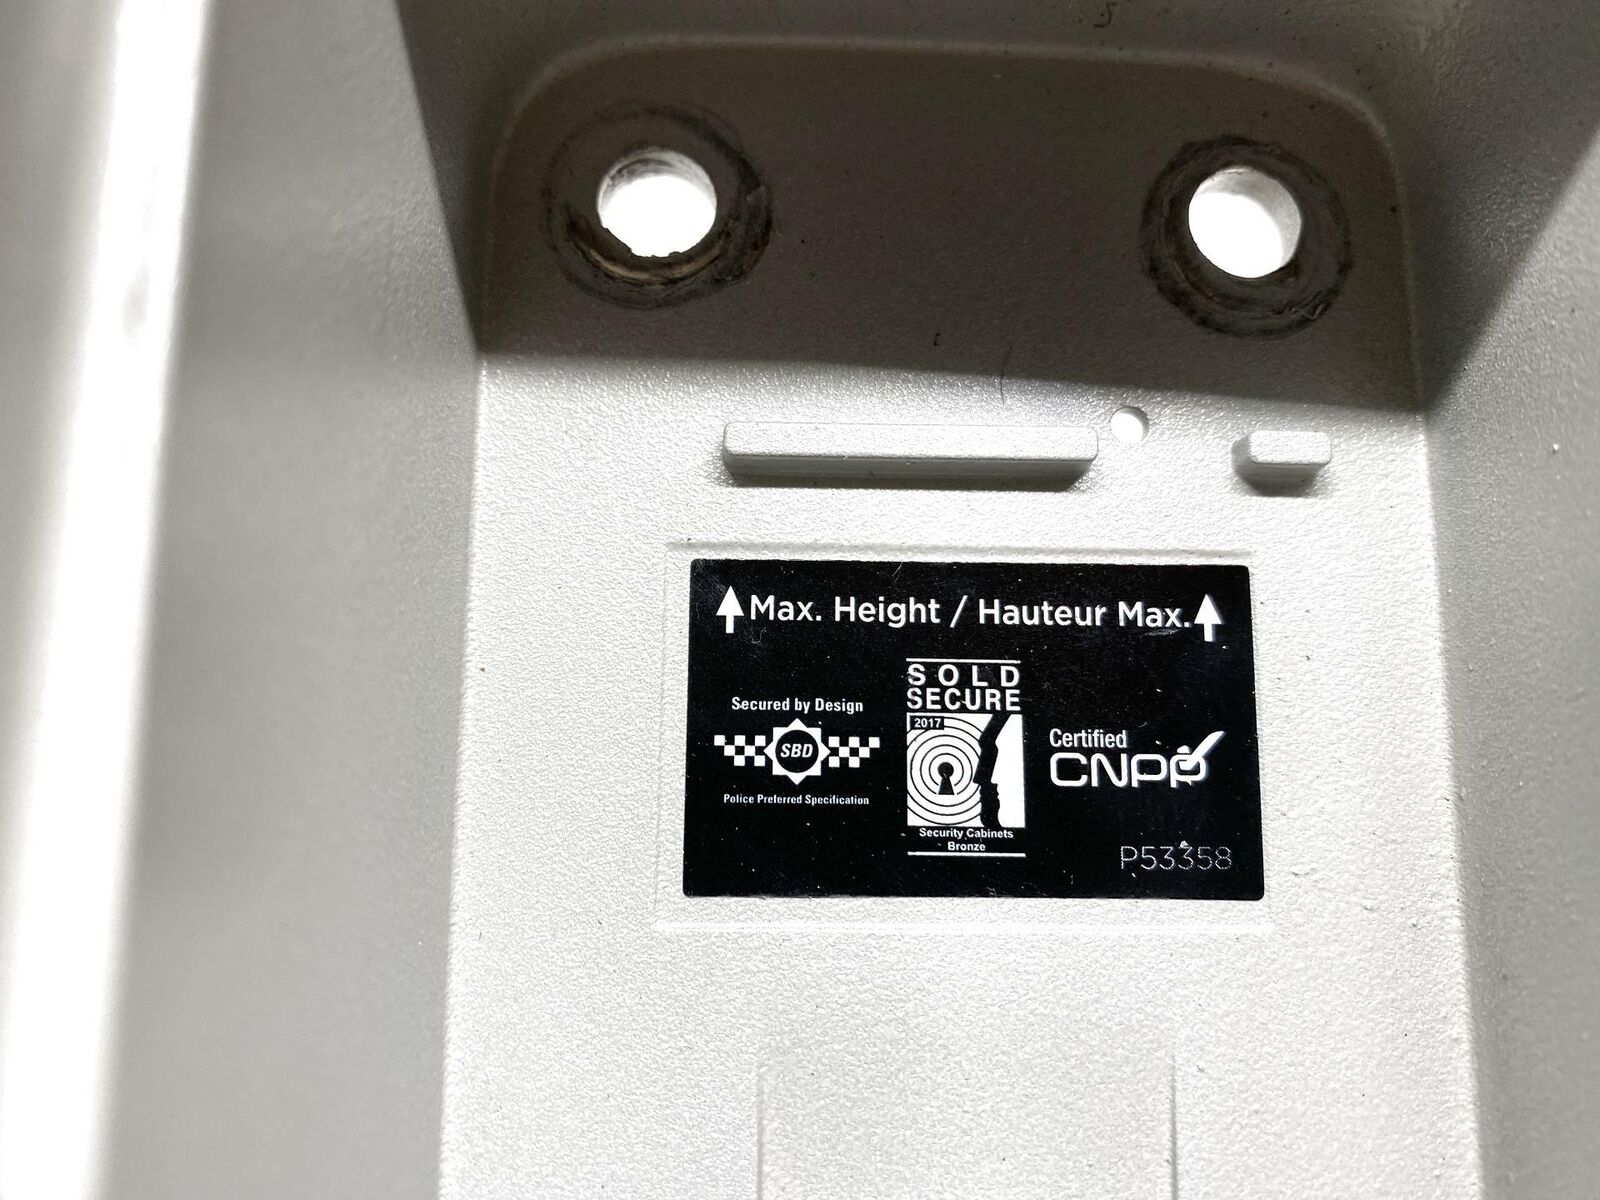 Max. Height / Hauteur Max.
SOLD
SECURE
2017
Security Cabinets
Bronze
Secured by Design
SBD
Police Preferred Specification
Certified
CNPP
P53358